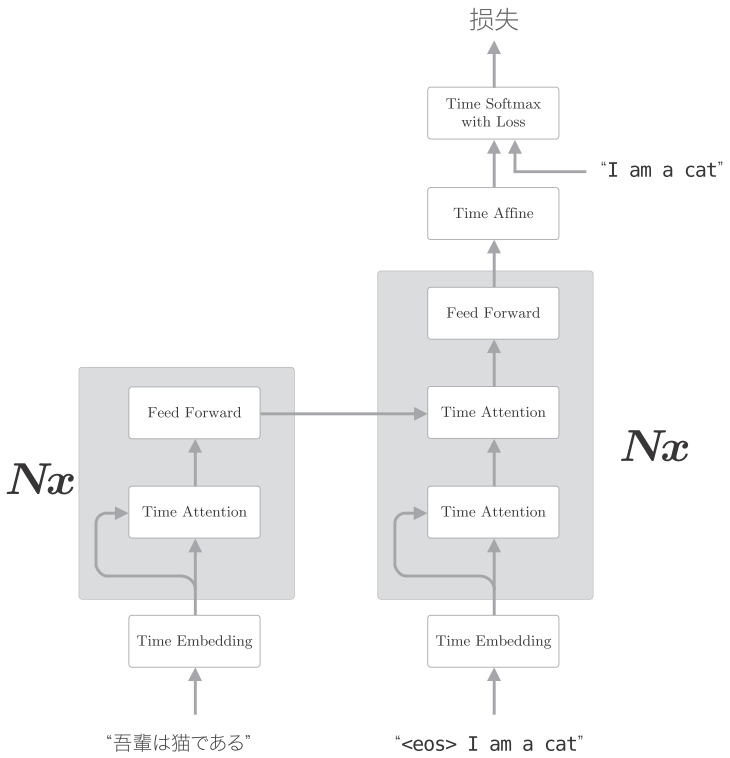 损失
Time Softmax
with Loss
“I am a cat”
Time Affine
Feed Forward
Feed Forward
Time Attention
Nx
Nx
Time Attention
Time Attention
Time Embedding
Time Embedding
“吾輩は猫である”
“<eos> I am a cat”